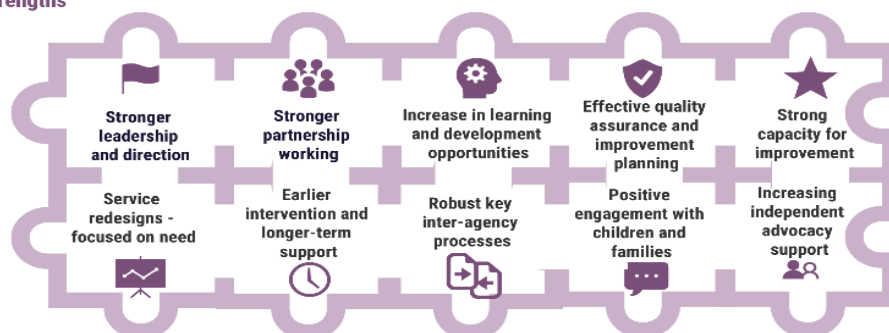 Stronger
leadership
and direction
Stronger
partnership
working
Increase in learning
and development
opportunities
Effective quality
assurance and
improvement
planning
Strong
capacity for
improvement
Service
redesigns -
focused on need
Earlier
intervention and
longer-term
support
Robust key
inter-agency
processes
Positive
engagement with
children and
families
Increasing
independent
advocacy
support